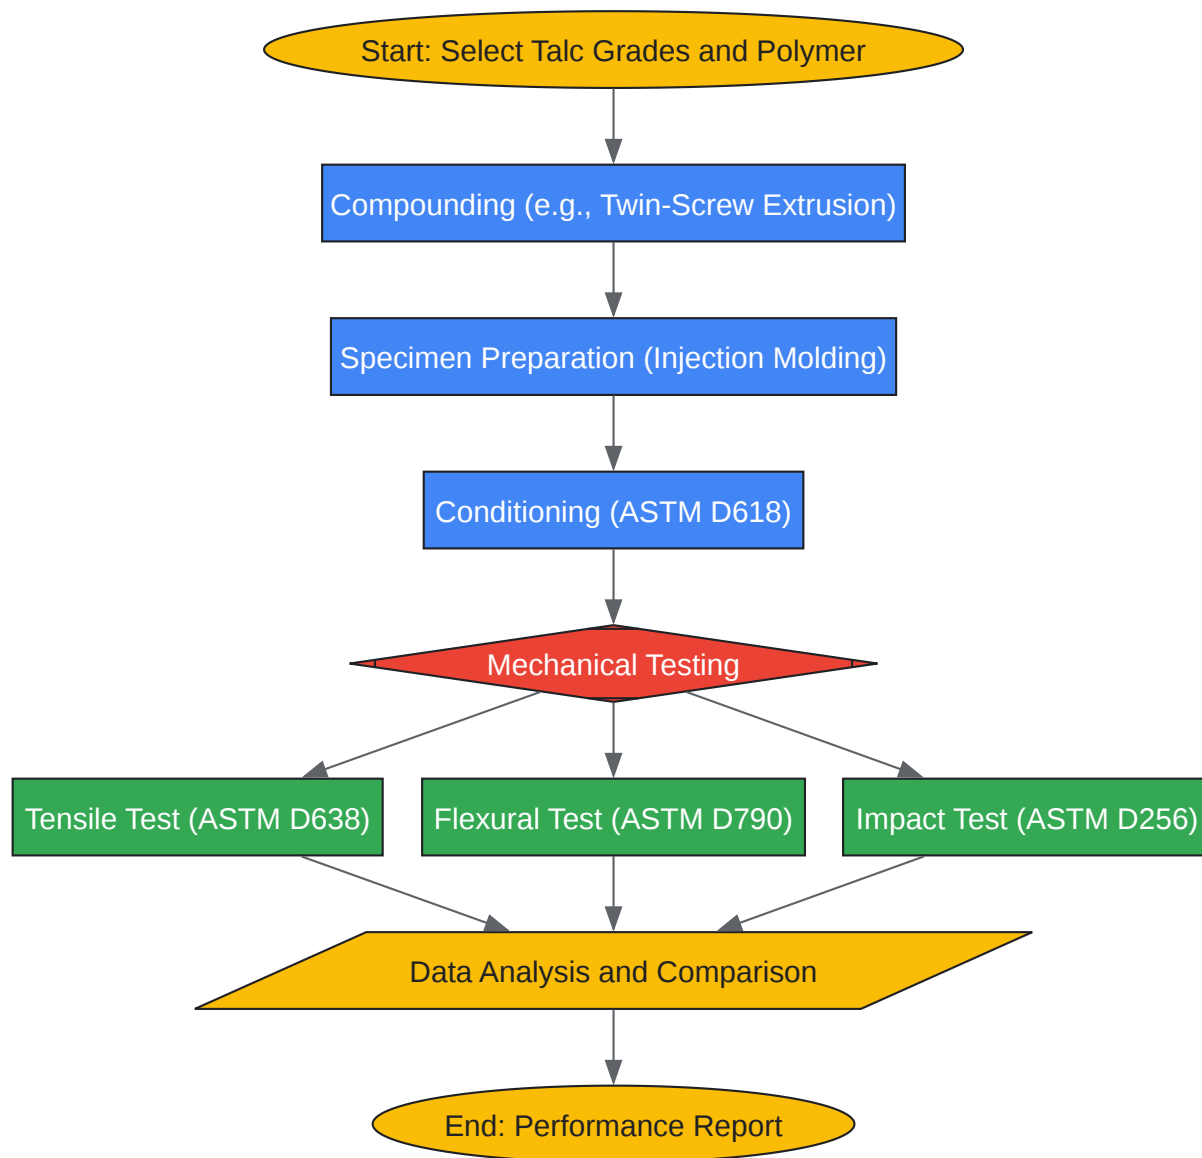 Start: Select Talc Grades and Polymer
Compounding (e.g., Twin-Screw Extrusion)
Specimen Preparation (Injection Molding)
Conditioning (ASTM D618)
Mechanical Testing
Tensile Test (ASTM D638)
Flexural Test (ASTM D790)
Impact Test (ASTM D256)
Data Analysis and Comparison
End: Performance Report